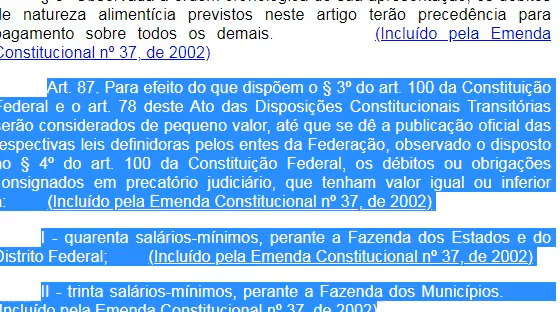 de natureza alimentícia previstos neste artigo terão precedência para
pagamento sobre todos os demais. (Incluído pela Emenda
Constitucional nº 37, de 2002)
Art. 87. Para efeito do que dispõem o § 3º do art. 100 da Constituição
Federal e o art. 78 deste Ato das Disposições Constitucionais Transitórias
serão considerados de pequeno valor, até que se dê a publicação oficial das
respectivas leis definidoras pelos entes da Federação, observado o disposto
no § 4º do art. 100 da Constituição Federal, os débitos ou obrigações
consignados em precatório judiciário, que tenham valor igual ou inferior
a: (Incluído pela Emenda Constitucional nº 37, de 2002)
I - quarenta salários-mínimos, perante a Fazenda dos Estados e do
Distrito Federal; (Incluído pela Emenda Constitucional nº 37, de 2002)
II - trinta salários-mínimos, perante a Fazenda dos Municípios.
(Incluído pela Emenda Constitucional nº 37, de 2002)